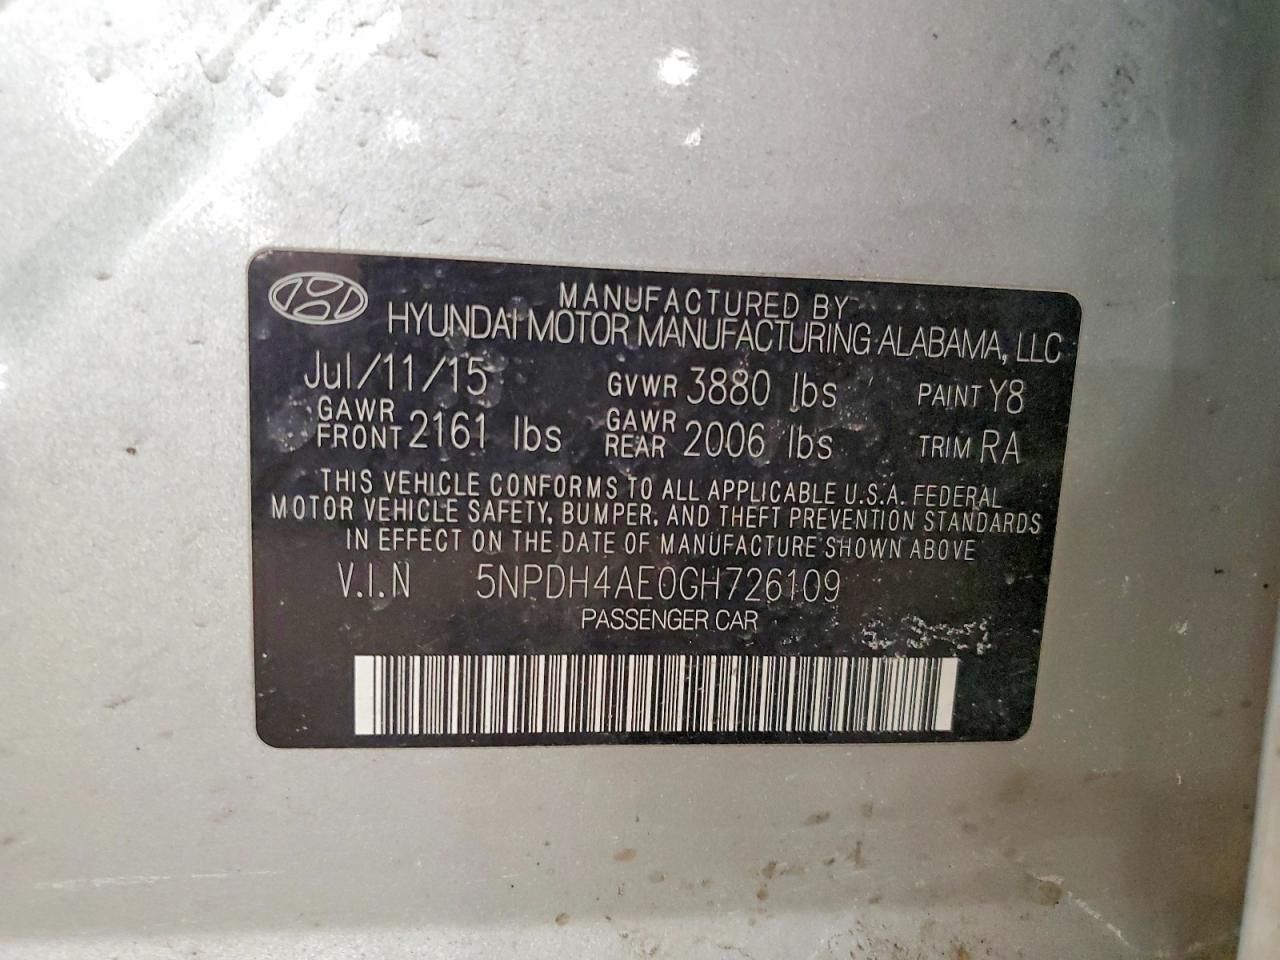 MANUFACTURED BY
HYUNDAI MOTOR MANUFACTURING ALABAMA, LLC
Jul/11/15 GVWR 3880 lbs PAINT Y8
GAWR FRONT 2161 lbs GAWR REAR 2006 lbs TRIM RA
THIS VEHICLE CONFORMS TO ALL APPLICABLE U.S.A. FEDERAL
MOTOR VEHICLE SAFETY, BUMPER, AND THEFT PREVENTION STANDARDS
IN EFFECT ON THE DATE OF MANUFACTURE SHOWN ABOVE
V.I.N 5NPDH4AE0GH726109
PASSENGER CAR